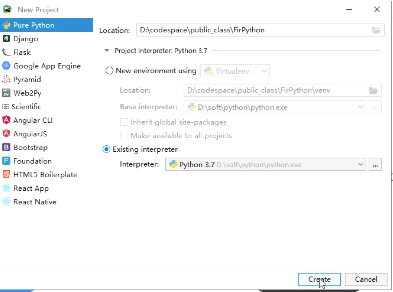 New Project
Pure Python
Django
Flask
Google App Engine
Pyramid
Web2Py
Scientific
Angular CLI
AngularJS
Bootstrap
Foundation
HTML5 Boilerplate
React App
React Native
Location: D:\codespace\public_class\FirPython
Project Interpreter: Python 3.7
New environment using Virtualenv
Location: D:\codespace\public_class\FirPython\venv
Base interpreter: D:\soft\python\python.exe
Inherit global site-packages
Make available to all projects
Existing interpreter
Interpreter: Python 3.7 D:\soft\python\python.exe
Create Cancel